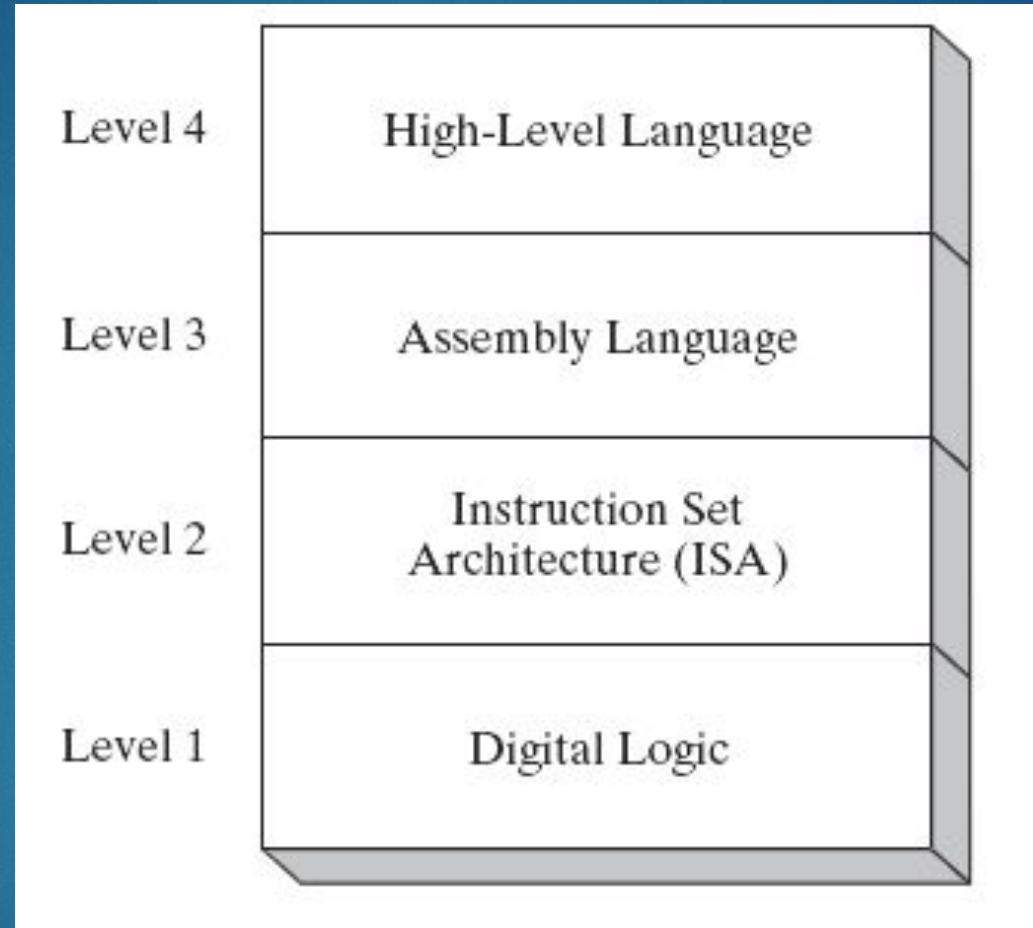 Level 4
High-Level Language
Level 3
Assembly Language
Level 2
Instruction Set
Architecture (ISA)
Level 1
Digital Logic